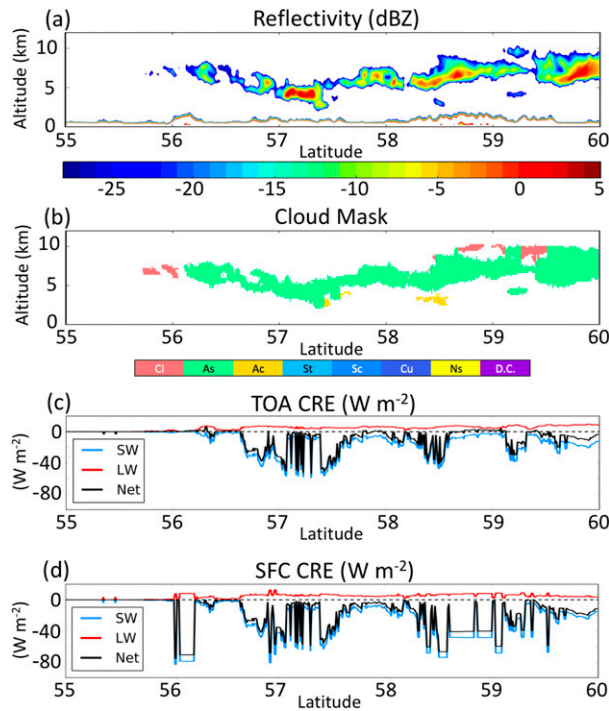 (a) Reflectivity (dBZ)
Altitude (km)
10
5
0
55 56 57 58 59 60
Latitude
-25 -20 -15 -10 -5 0 5
(b) Cloud Mask
Altitude (km)
10
5
0
55 56 57 58 59 60
Latitude
Ci As Ac St Sc Cu Ns D.C.
(c) TOA CRE (W m⁻²)
(W m⁻²)
0
-40
-80
SW
LW
Net
55 56 57 58 59 60
Latitude
(d) SFC CRE (W m⁻²)
(W m⁻²)
0
-40
-80
SW
LW
Net
55 56 57 58 59 60
Latitude